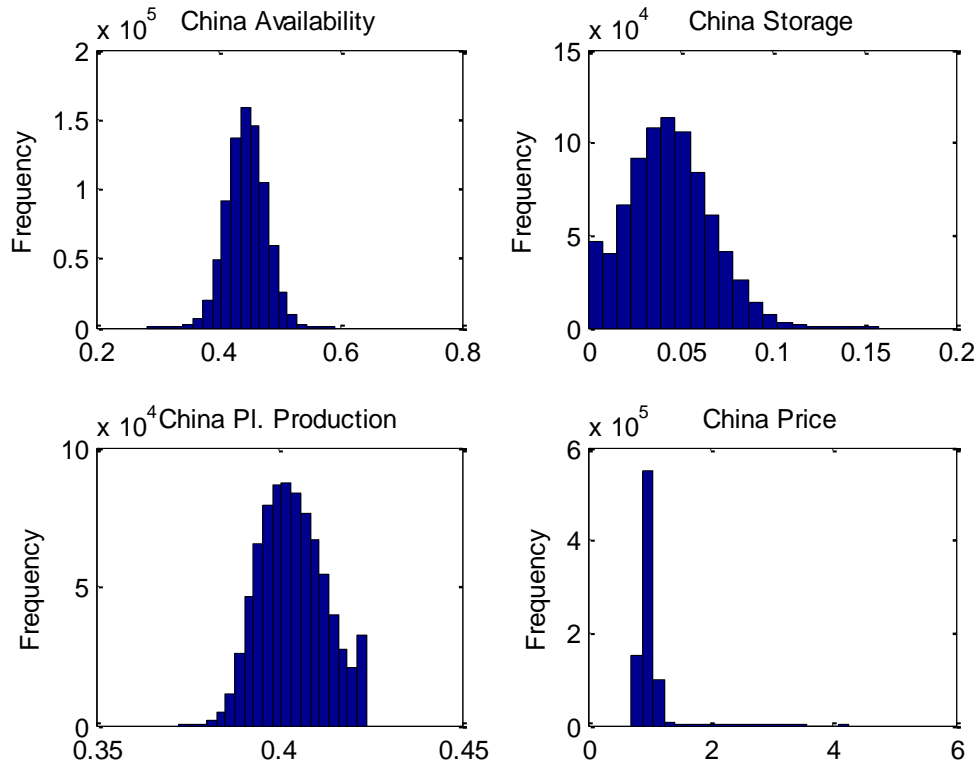 x 10^5 China Availability
2
1.5
1
0.5
0
Frequency
0.2 0.4 0.6 0.8
x 10^4 China Storage
15
10
5
0
Frequency
0 0.05 0.1 0.15 0.2
x 10^4 China Pl. Production
10
5
0
Frequency
0.35 0.4 0.45
x 10^5 China Price
6
4
2
0
Frequency
0 2 4 6